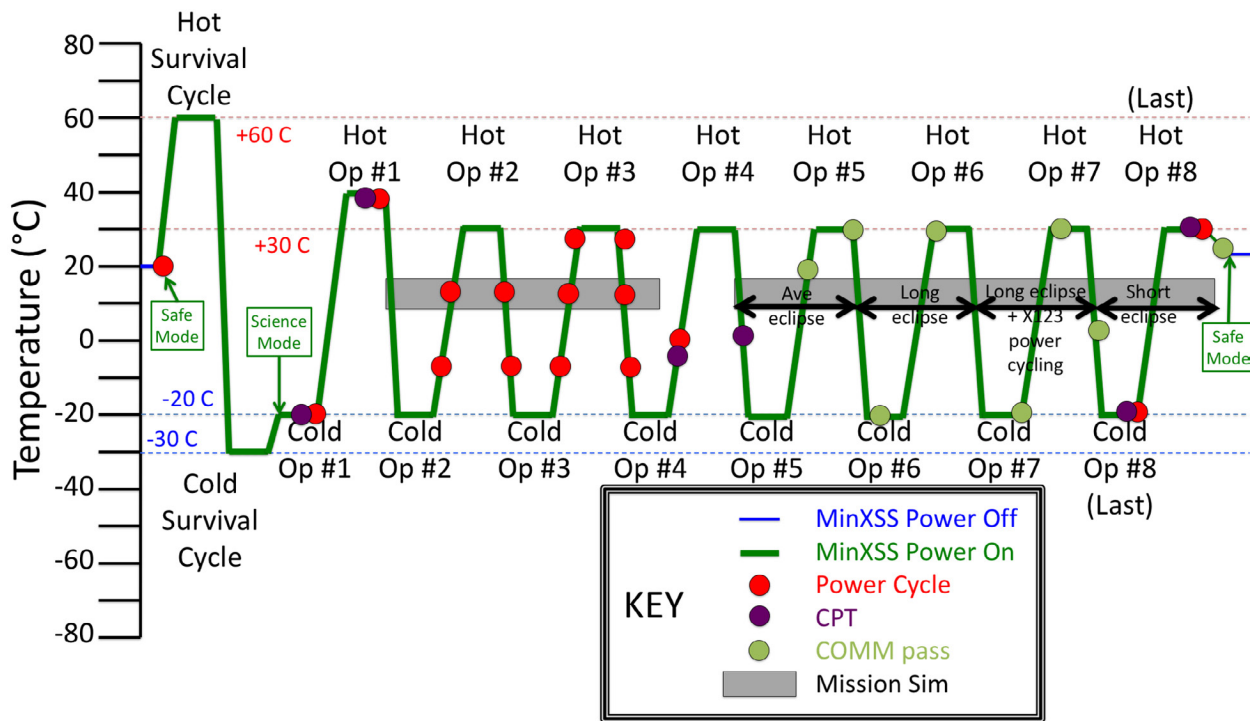 Hot
Survival
Cycle
(Last)
Hot
Op #1
Hot
Op #2
Hot
Op #3
Hot
Op #4
Hot
Op #5
Hot
Op #6
Hot
Op #7
Hot
Op #8
Temperature (°C)
80
60
40
20
0
-20
-40
-60
-80
+60 C
+30 C
-20 C
-30 C
Safe
Mode
Science
Mode
Ave
eclipse
Long
eclipse
Long eclipse
+ X123
power
cycling
Short
eclipse
Safe
Mode
Cold
Op #1
Cold
Op #2
Cold
Op #3
Cold
Op #4
Cold
Op #5
Cold
Op #6
Cold
Op #7
Cold
Op #8
(Last)
Cold
Survival
Cycle
KEY
MinXSS Power Off
MinXSS Power On
Power Cycle
CPT
COMM pass
Mission Sim